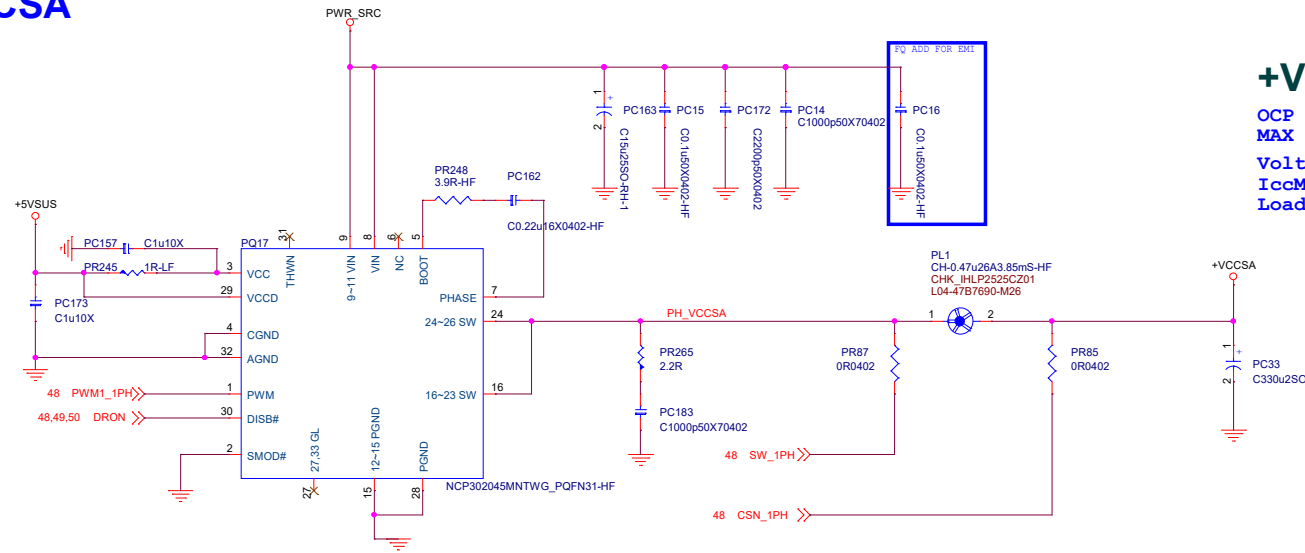 CSA
PWR_SRC
FQ ADD FOR EMI
+V
OCP
MAX
Volt
IccM
Load
1
+
2
PC163
C15u25SO-RH-1
PC15
C0.1u50X0402-HF
PC172
C2200p50X0402
PC14
C1000p50X70402
PC16
C0.1u50X0402-HF
PR248
3.9R-HF
PC162
C0.22u16X0402-HF
+5VSUS
PC157
C1u10X
PR245
1R-LF
PC173
C1u10X
PQ17
31
9
8
6
5
THWN
9~11 VIN
VIN
NC
BOOT
3
VCC
29
VCCD
4
CGND
32
AGND
1
PWM
30
DISB#
2
SMOD#
PHASE
7
24~26 SW
24
16~23 SW
16
27,33 GL
12~15 PGND
PGND
27
15
28
NCP302045MNTWG_PQFN31-HF
48 PWM1_1PH
48,49,50 DRON
PH_VCCSA
PR265
2.2R
PC183
C1000p50X70402
PL1
CH-0.47u26A3.85mS-HF
CHK_IHLP2525CZ01
L04-47B7690-M26
1
2
PR87
0R0402
PR85
0R0402
48 SW_1PH
48 CSN_1PH
+VCCSA
1
+
2
PC33
C330u2SO